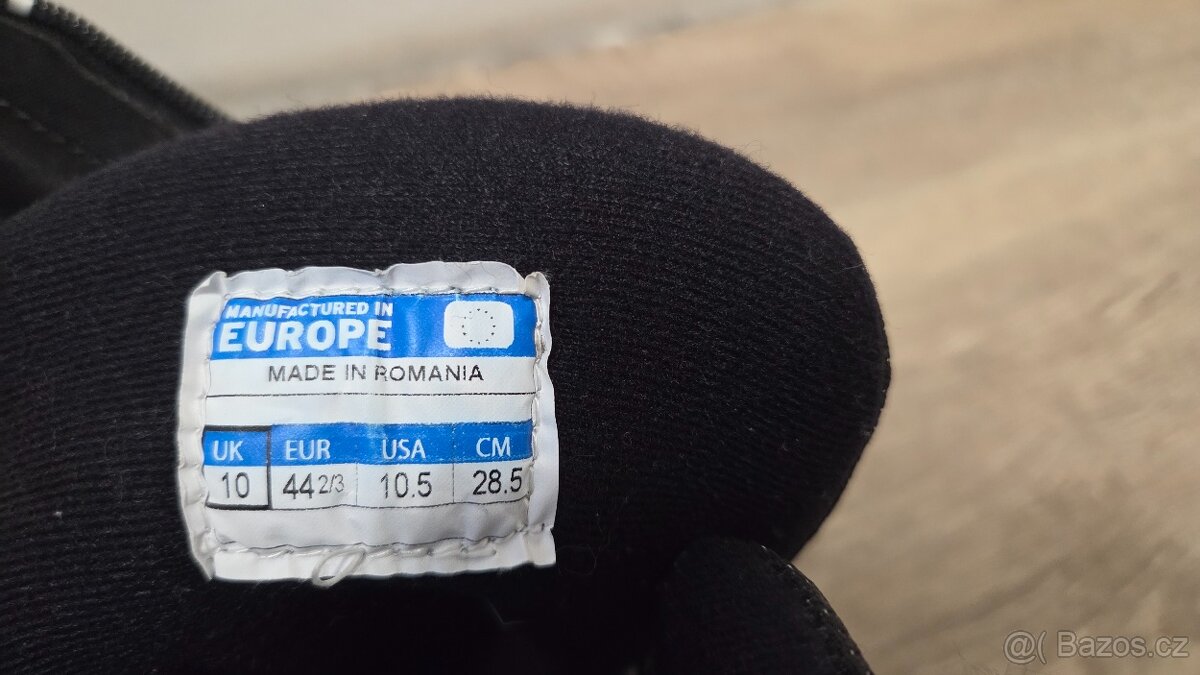 MANUFACTURED IN
EUROPE
MADE IN ROMANIA
UK EUR USA CM
10 44 2/3 10.5 28.5
@( Bazos.cz